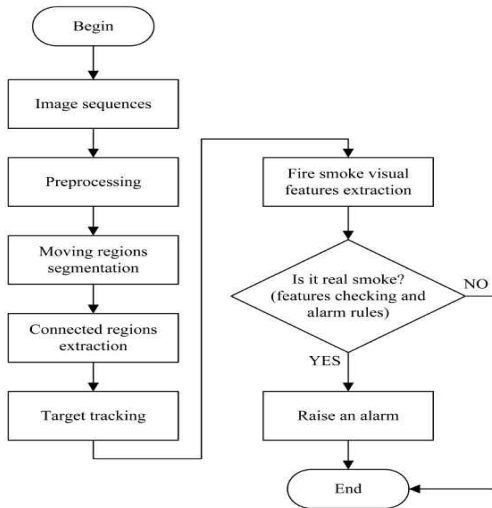 Begin
Image sequences
Preprocessing
Moving regions
segmentation
Connected regions
extraction
Target tracking
Fire smoke visual
features extraction
Is it real smoke?
(features checking and
alarm rules)
NO
YES
Raise an alarm
End